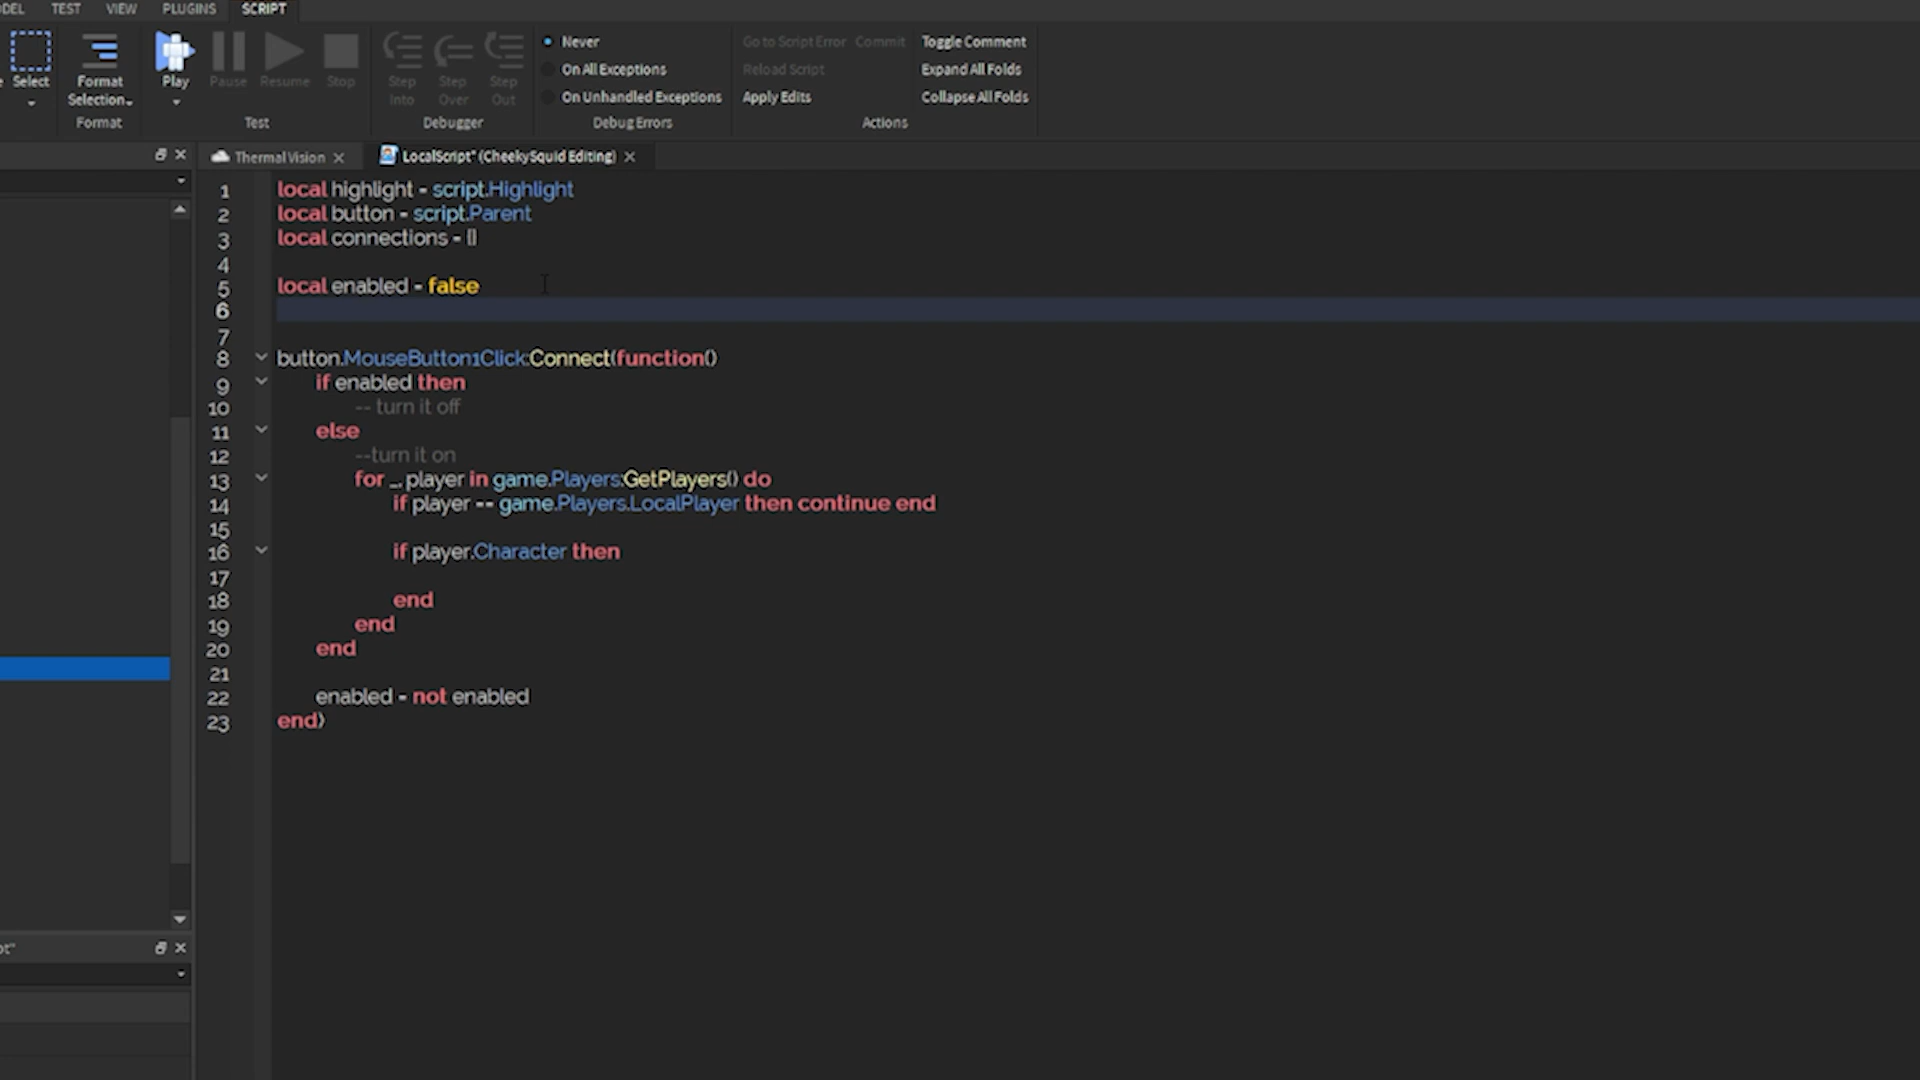 DEL TEST VIEW PLUGINS SCRIPT
Select
Format
Selection
Format
Play
Pause
Resume
Stop
Test
Step
Into
Step
Over
Step
Out
Debugger
Never
On All Exceptions
On Unhandled Exceptions
Debug Errors
Go to Script Error Commit
Reload Script
Apply Edits
Toggle Comment
Expand All Folds
Collapse All Folds
Actions
Thermal Vision
LocalScript* (CheekySquid Editing)
1 local highlight = script.Highlight
2 local button = script.Parent
3 local connections = {}
4
5 local enabled = false
6
7
8 button.MouseButton1Click:Connect(function()
9 if enabled then
10 -- turn it off
11 else
12 --turn it on
13 for _, player in game.Players:GetPlayers() do
14 if player == game.Players.LocalPlayer then continue end
15
16 if player.Character then
17
18 end
19 end
20 end
21
22 enabled = not enabled
23 end)
pt"